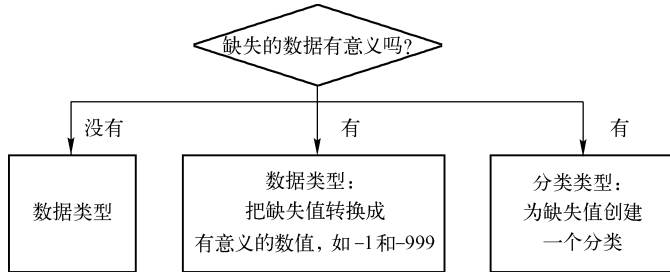 缺失的数据有意义吗?
没有
有
有
数据类型
数据类型：
把缺失值转换成
有意义的数值，如-1和-999
分类类型：
为缺失值创建
一个分类